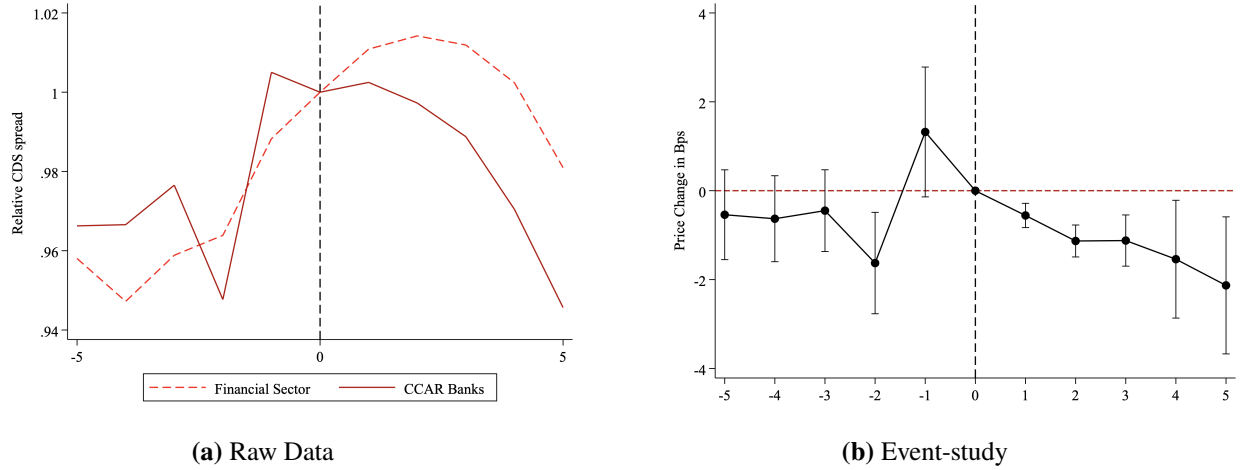 1.02
1
.98
.96
.94
Relative CDS spread
-5 0 5
Financial Sector CCAR Banks
(a) Raw Data
4
2
0
-2
-4
Price Change in Bps
-5 -4 -3 -2 -1 0 1 2 3 4 5
(b) Event-study